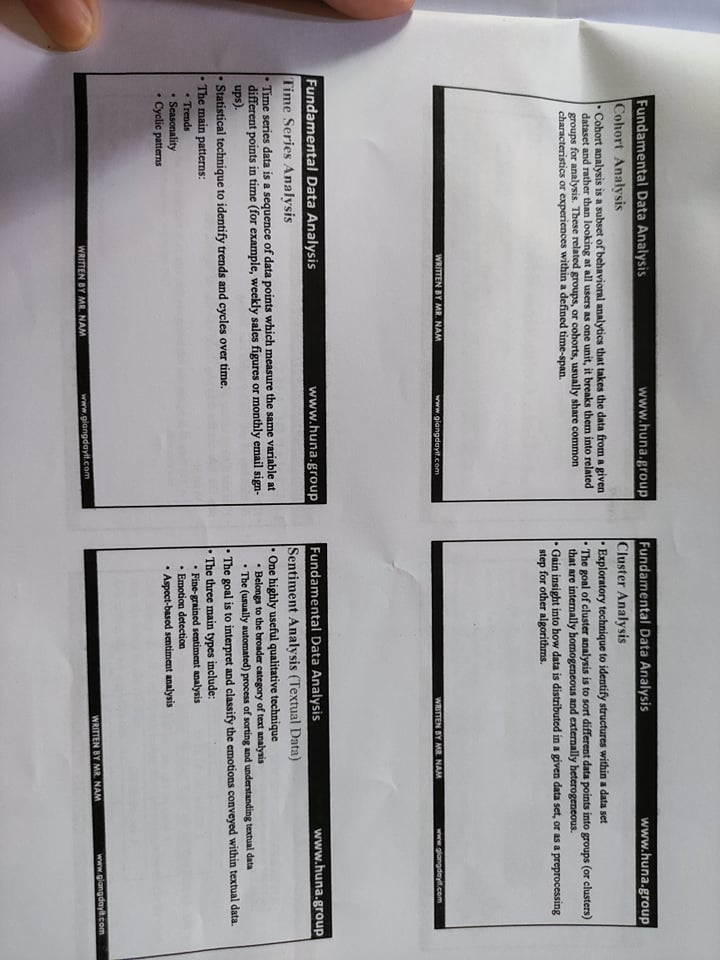 Fundamental Data Analysis www.huna.group
Cohort Analysis
• Cohort analysis is a subset of behavioral analytics that takes the data from a given
dataset and rather than looking at all users as one unit, it breaks them into related
groups for analysis. These related groups, or cohorts, usually share common
characteristics or experiences within a defined time-span.
WRITTEN BY MR. NAM www.giangdayit.com
Fundamental Data Analysis www.huna.group
Cluster Analysis
• Exploratory technique to identify structures within a data set
• The goal of cluster analysis is to sort different data points into groups (or clusters)
that are internally homogeneous and externally heterogeneous.
• Gain insight into how data is distributed in a given data set, or as a preprocessing
step for other algorithms.
WRITTEN BY MR. NAM www.giangdayit.com
Fundamental Data Analysis www.huna.group
Time Series Analysis
• Time series data is a sequence of data points which measure the same variable at
different points in time (for example, weekly sales figures or monthly email sign-
ups).
• Statistical technique to identify trends and cycles over time.
• The main patterns:
• Trends
• Seasonality
• Cyclic patterns
WRITTEN BY MR. NAM www.giangdayit.com
Fundamental Data Analysis www.huna.group
Sentiment Analysis (Textual Data)
• One highly useful qualitative technique
• Belongs to the broader category of text analysis
• The (usually automated) process of sorting and understanding textual data
• The goal is to interpret and classify the emotions conveyed within textual data.
• The three main types include:
• Fine-grained sentiment analysis
• Emotion detection
• Aspect-based sentiment analysis
WRITTEN BY MR. NAM www.giangdayit.com